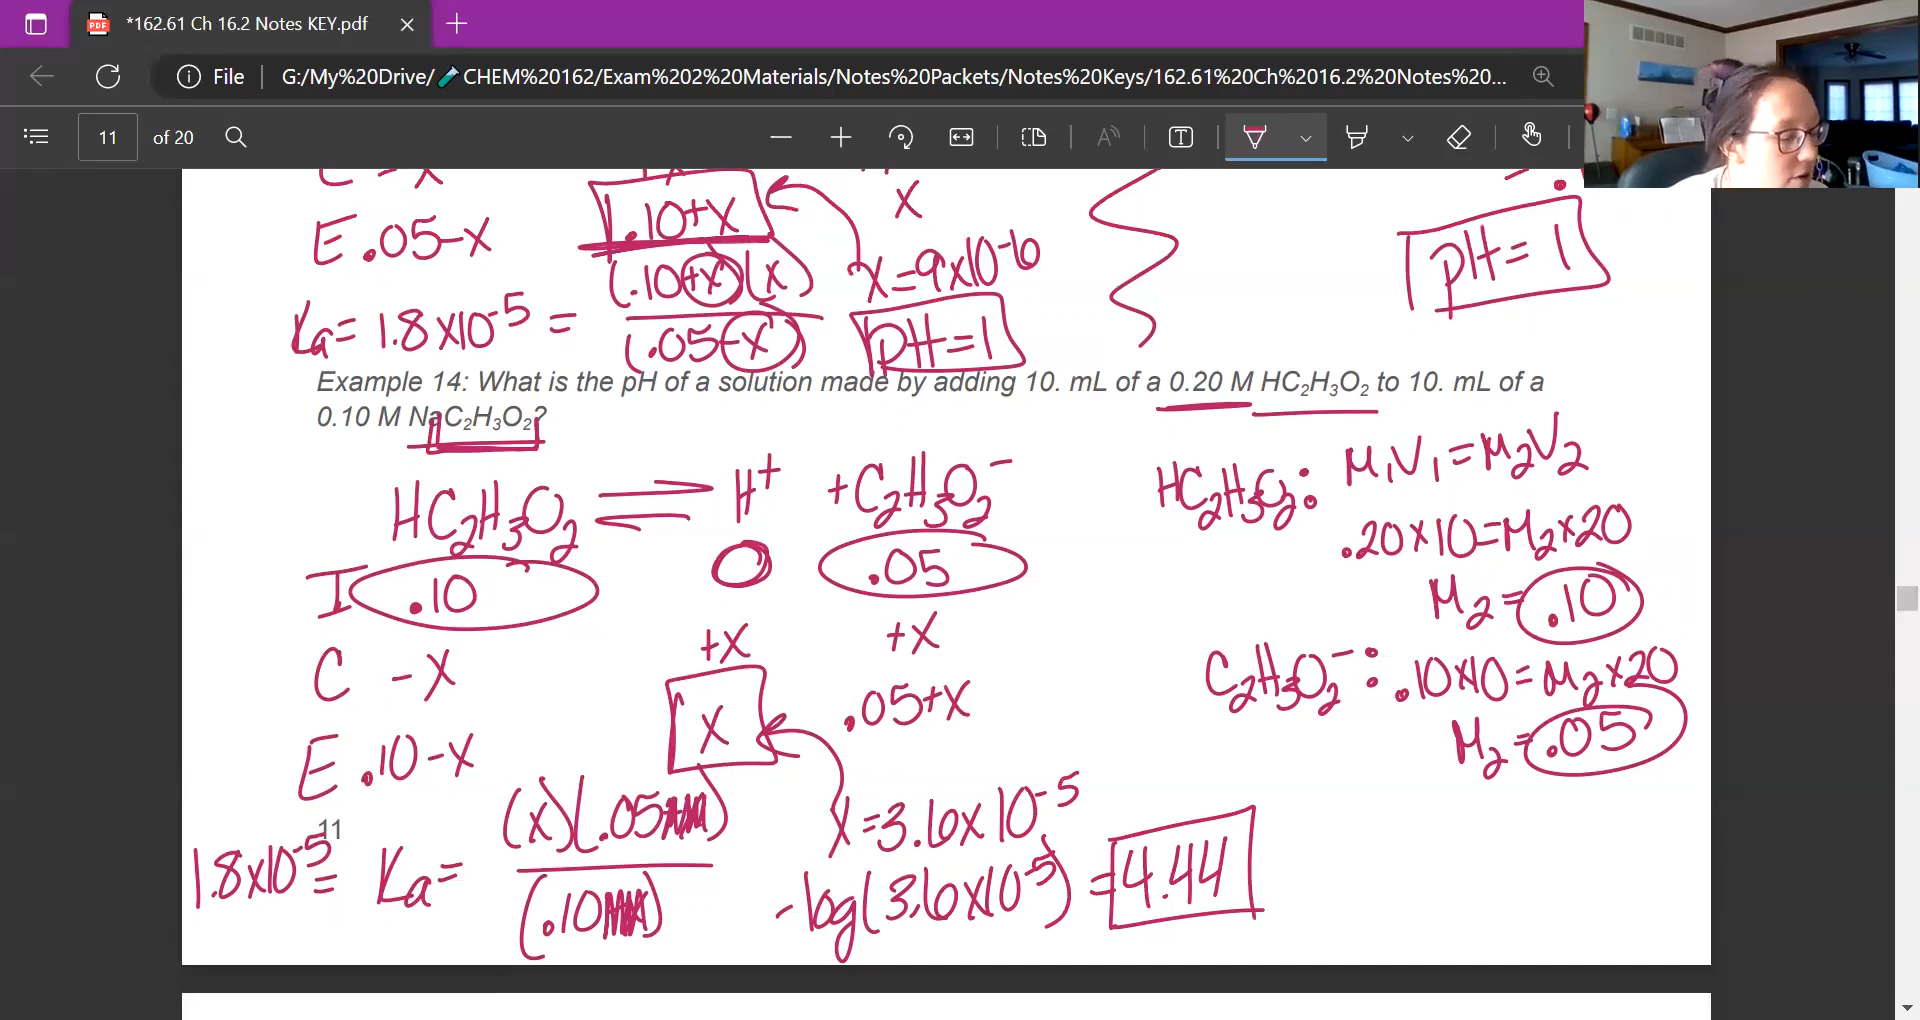 *162.61 Ch 16.2 Notes KEY.pdf
File
G:/My%20Drive/🧪CHEM%20162/Exam%202%20Materials/Notes%20Packets/Notes%20Keys/162.61%20Ch%2016.2%20Notes%20...
11 of 20
C -X +X
E .05-X .10+X X
Ka= 1.8x10⁻⁵ = (.10+X)(X)
(.05-X)
X=9x10⁻⁶
pH=1
pH=1
Example 14: What is the pH of a solution made by adding 10. mL of a 0.20 M HC₂H₃O₂ to 10. mL of a
0.10 M NaC₂H₃O₂?
HC₂H₃O₂ ⇌ H⁺ + C₂H₃O₂⁻
I .10 0 .05
C -X +X +X
E .10-X X .05+X
1.8x10⁻⁵ = Ka = (X)(.05)
(.10)
X=3.6x10⁻⁵
-log(3.6x10⁻⁵) = 4.44
HC₂H₃O₂: M₁V₁=M₂V₂
.20x10=M₂x20
M₂=.10
C₂H₃O₂⁻: .10x10=M₂x20
M₂=.05
11